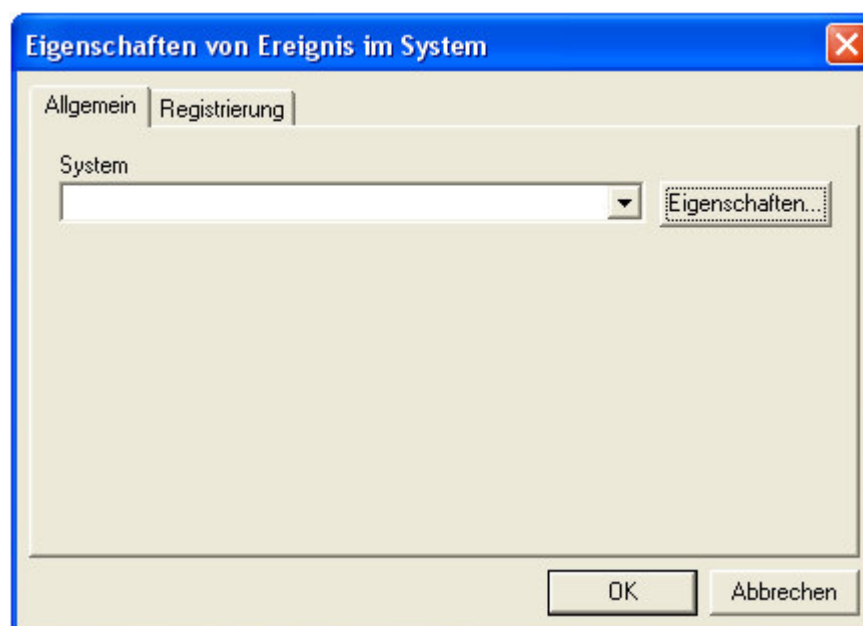 Eigenschaften von Ereignis im System
Allgemein Registrierung
System
Eigenschaften...
OK Abbrechen